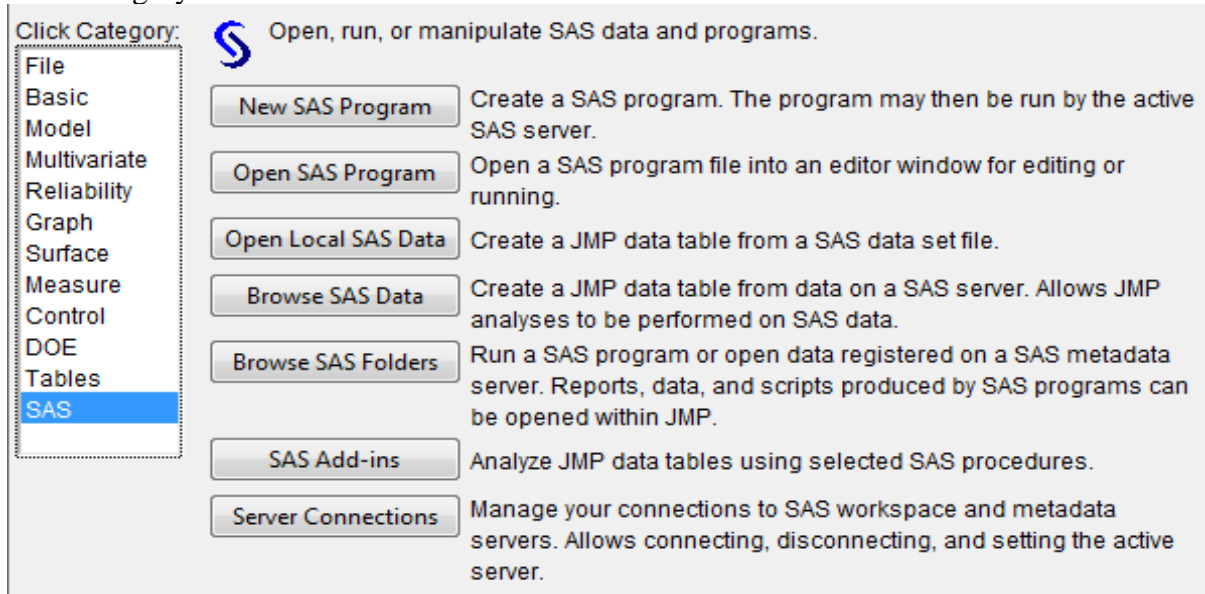 Click Category:
File
Basic
Model
Multivariate
Reliability
Graph
Surface
Measure
Control
DOE
Tables
SAS
Open, run, or manipulate SAS data and programs.
New SAS Program
Create a SAS program. The program may then be run by the active
SAS server.
Open SAS Program
Open a SAS program file into an editor window for editing or
running.
Open Local SAS Data
Create a JMP data table from a SAS data set file.
Browse SAS Data
Create a JMP data table from data on a SAS server. Allows JMP
analyses to be performed on SAS data.
Browse SAS Folders
Run a SAS program or open data registered on a SAS metadata
server. Reports, data, and scripts produced by SAS programs can
be opened within JMP.
SAS Add-ins
Analyze JMP data tables using selected SAS procedures.
Server Connections
Manage your connections to SAS workspace and metadata
servers. Allows connecting, disconnecting, and setting the active
server.